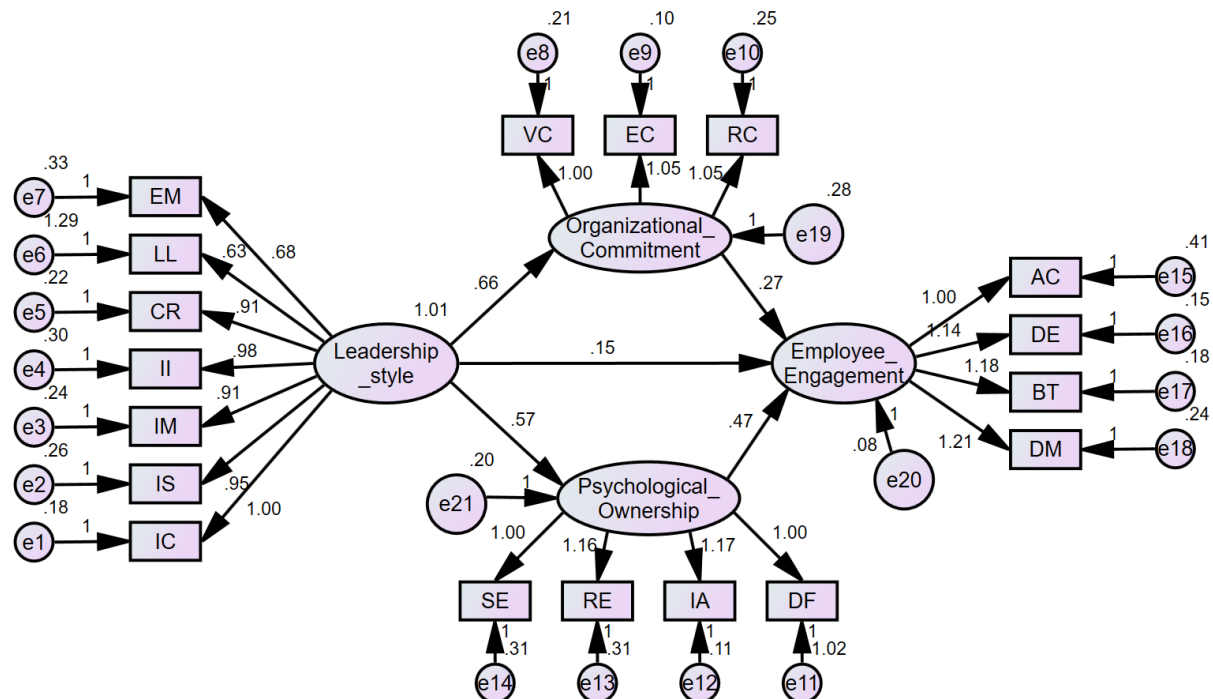 .21
.10
.25
e8
e9
e10
1
1
1
VC
EC
RC
1.00
1.05
1.05
.33
e7
1
EM
1.29
e6
1
LL
.22
e5
1
CR
.30
e4
1
II
.24
e3
1
IM
.26
e2
1
IS
.18
e1
1
IC
.68
.63
.91
.98
.91
.95
1.00
1.01
Leadership
_style
.66
.15
.57
Organizational_
Commitment
1
.28
e19
.27
Employee_
Engagement
.47
1
.08
e20
.20
e21
1
Psychological_
Ownership
1.00
1.16
1.17
1.00
SE
RE
IA
DF
1
1
1
1
.31
.31
.11
1.02
e14
e13
e12
e11
1.00
1.14
1.18
1.21
AC
1
.41
e15
DE
1
.15
e16
BT
1
.18
e17
DM
1
.24
e18